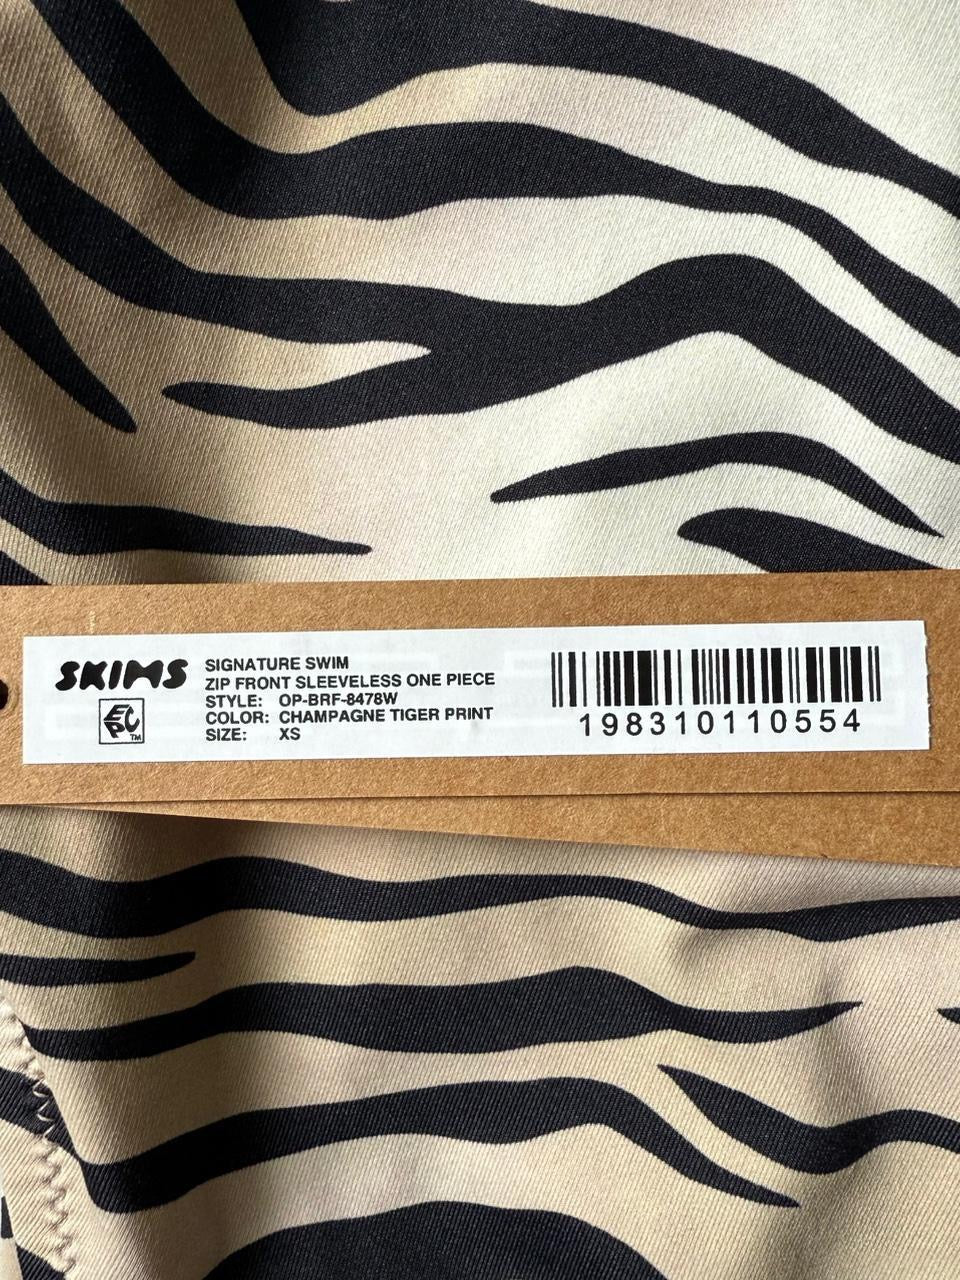 SKIMS
EPC™
SIGNATURE SWIM
ZIP FRONT SLEEVELESS ONE PIECE
STYLE: OP-BRF-8478W
COLOR: CHAMPAGNE TIGER PRINT
SIZE: XS
198310110554